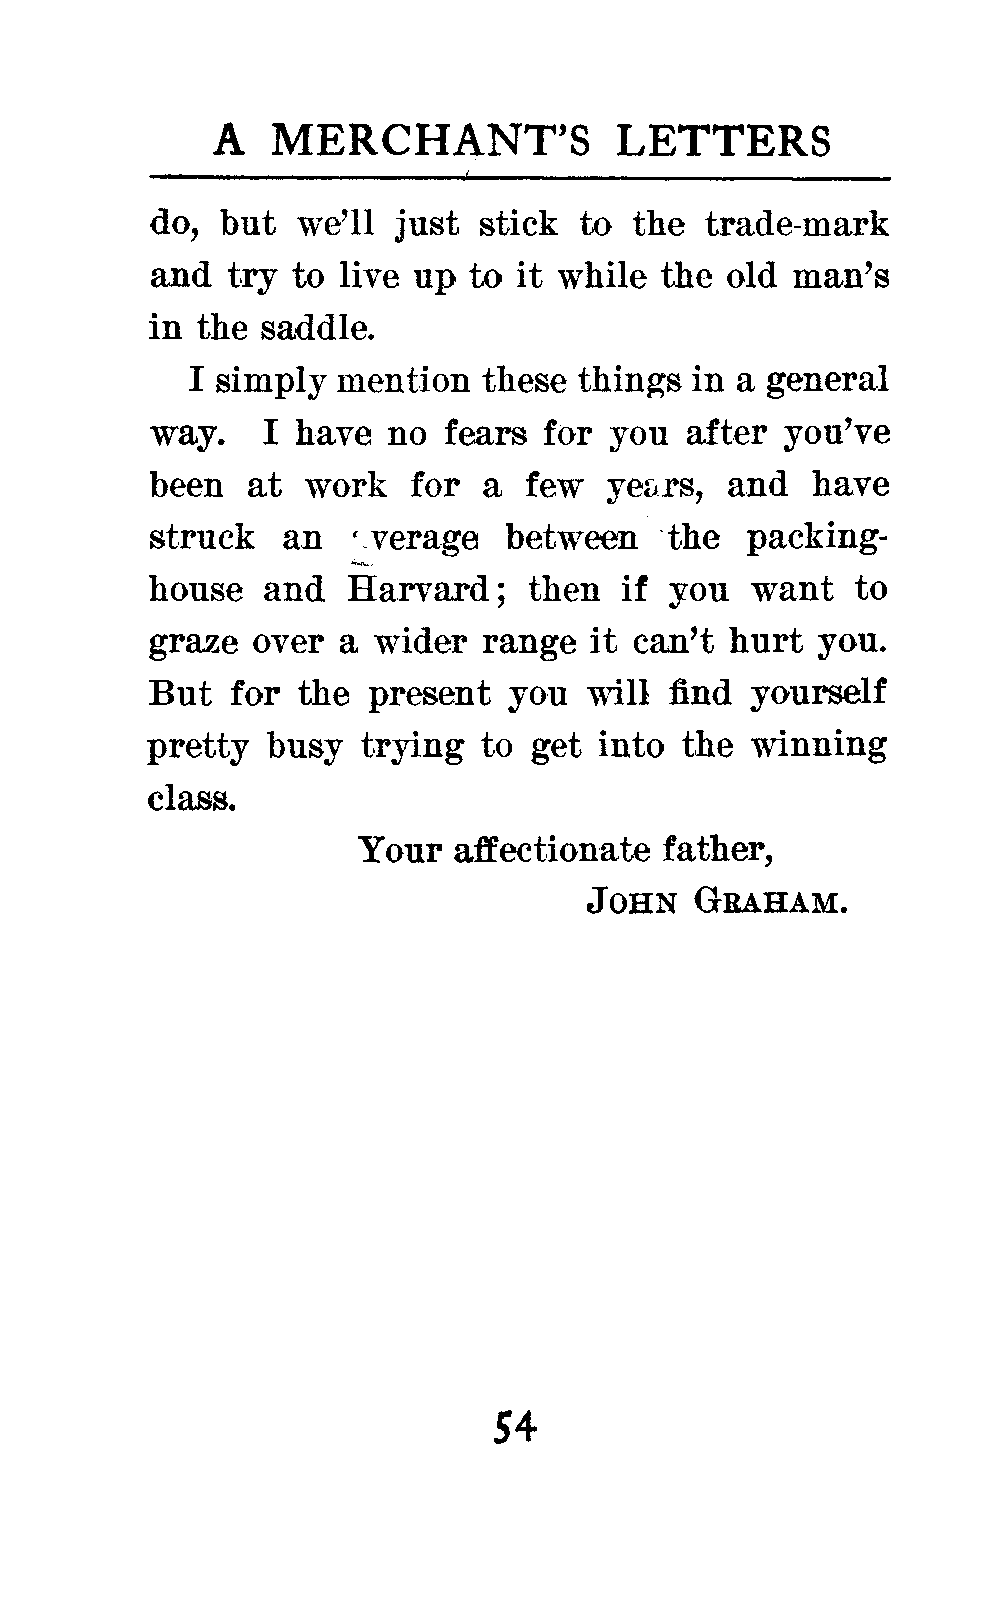 A MERCHANT'S LETTERS
do, but we'll just stick to the trade-mark
and try to live up to it while the old man's
in the saddle.
I simply mention these things in a general
way. I have no fears for you after you've
been at work for a few years, and have
struck an average between the packing-
house and Harvard; then if you want to
graze over a wider range it can't hurt you.
But for the present you will find yourself
pretty busy trying to get into the winning
class.
Your affectionate father,
JOHN GRAHAM.
54